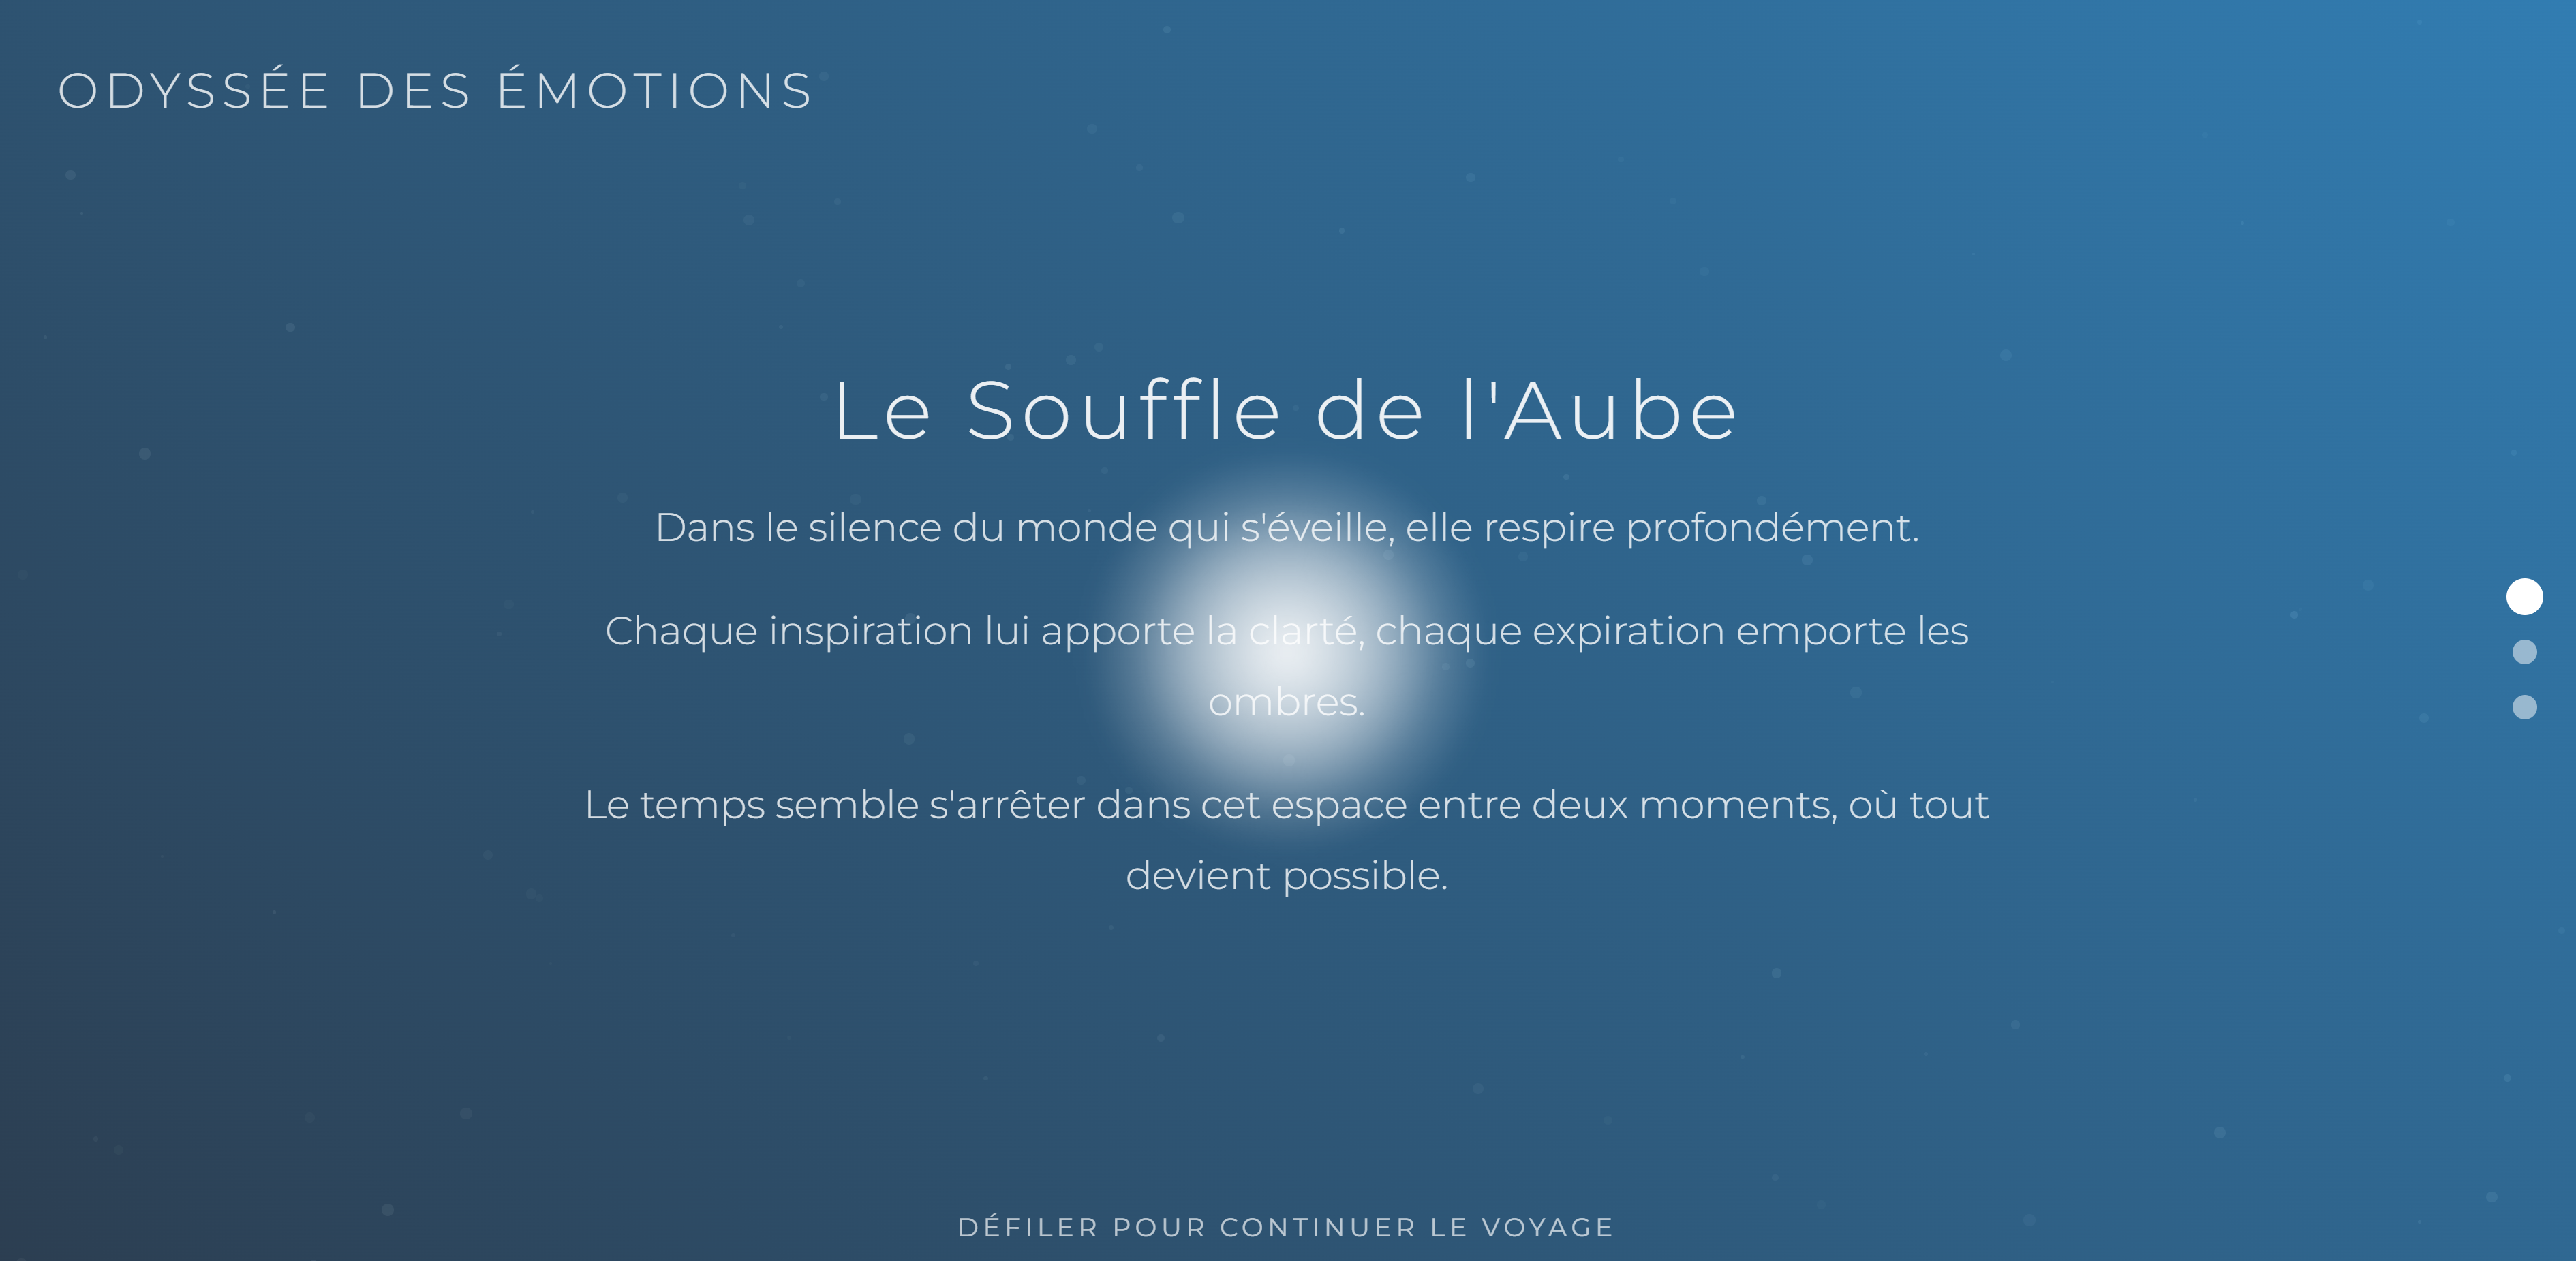 ODYSSÉE DES ÉMOTIONS
Le Souffle de l'Aube
Dans le silence du monde qui s'éveille, elle respire profondément.
Chaque inspiration lui apporte la clarté, chaque expiration emporte les
ombres.
Le temps semble s'arrêter dans cet espace entre deux moments, où tout
devient possible.
DÉFILER POUR CONTINUER LE VOYAGE